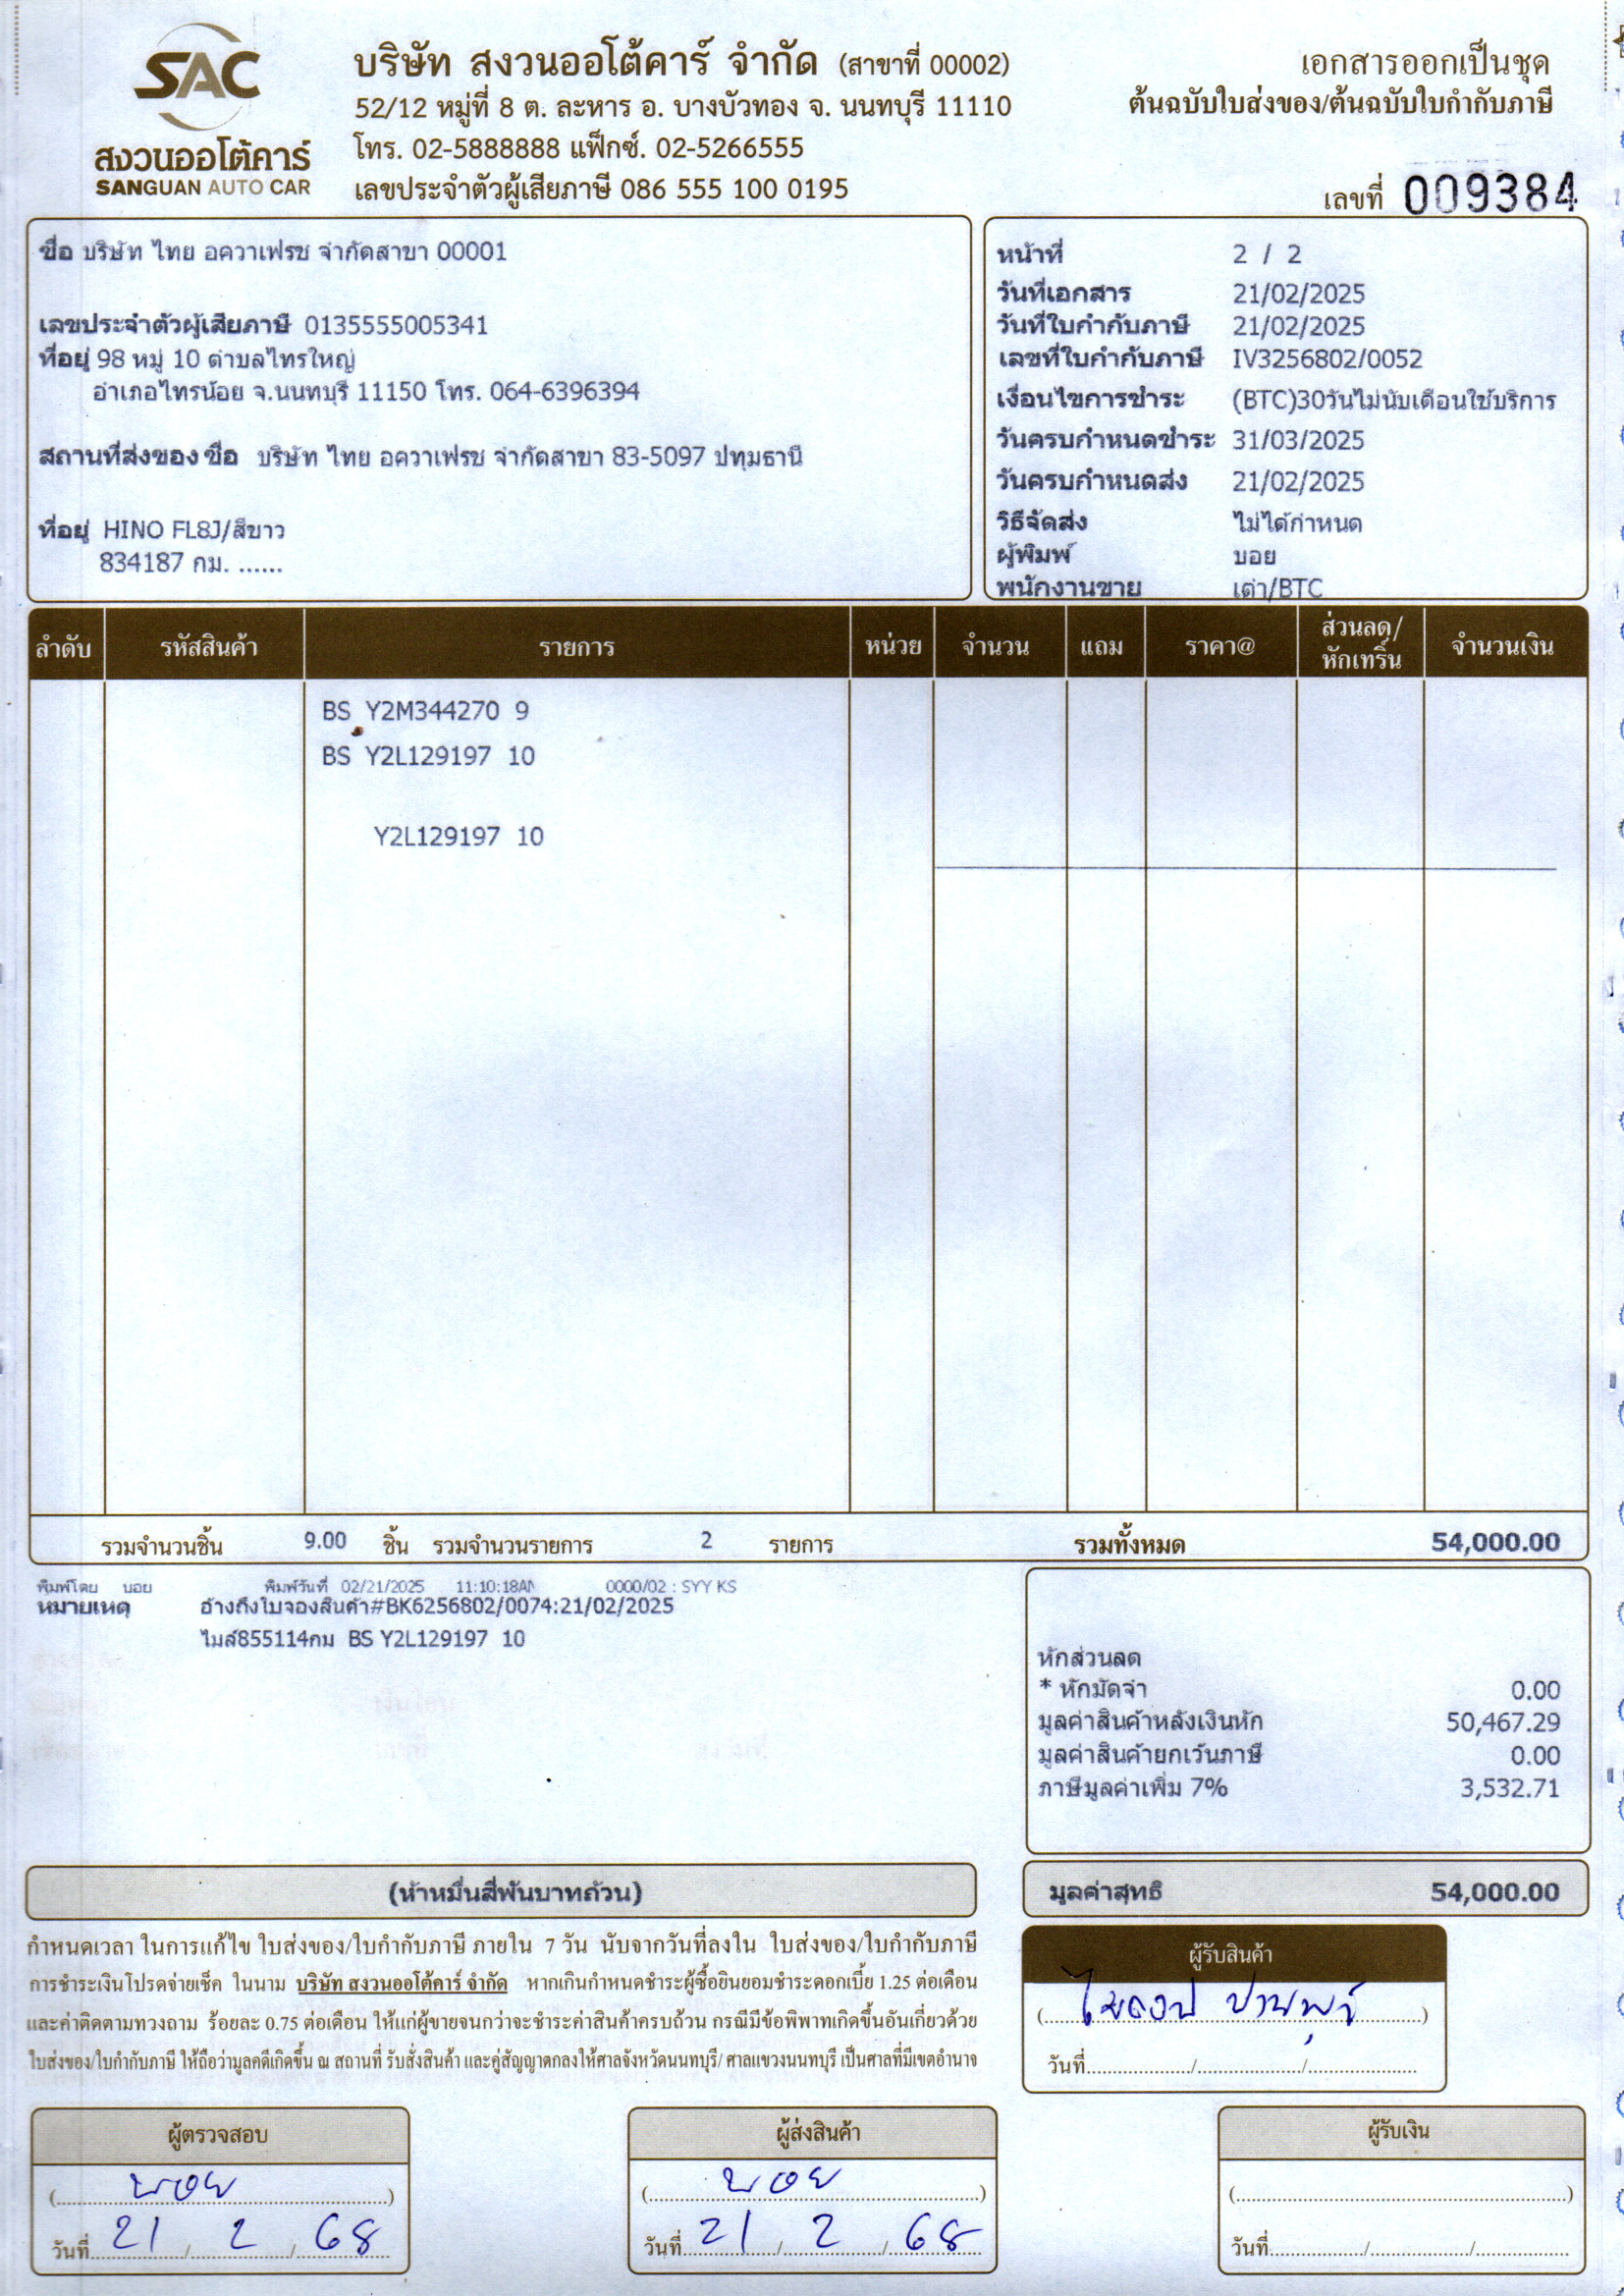 SAC
สงวนออโต้คาร์
SANGUAN AUTO CAR
บริษัท สงวนออโต้คาร์ จำกัด (สาขาที่ 00002)
52/12 หมู่ที่ 8 ต. ละหาร อ. บางบัวทอง จ. นนทบุรี 11110
โทร. 02-5888888 แฟ็กซ์. 02-5266555
เลขประจำตัวผู้เสียภาษี 086 555 100 0195
เอกสารออกเป็นชุด
ต้นฉบับใบส่งของ/ต้นฉบับใบกำกับภาษี
เลขที่ 009384
ชื่อ บริษัท ไทย อควาเฟรช จำกัดสาขา 00001
เลขประจำตัวผู้เสียภาษี 0135555005341
ที่อยู่ 98 หมู่ 10 ตำบลไทรใหญ่
อำเภอไทรน้อย จ.นนทบุรี 11150 โทร. 064-6396394
สถานที่ส่งของ ชื่อ บริษัท ไทย อควาเฟรช จำกัดสาขา 83-5097 ปทุมธานี
ที่อยู่ HINO FL8J/สีขาว
834187 กม. ......
หน้าที่ 2 / 2
วันที่เอกสาร 21/02/2025
วันที่ใบกำกับภาษี 21/02/2025
เลขที่ใบกำกับภาษี IV3256802/0052
เงื่อนไขการชำระ (BTC)30วันไม่นับเดือนใช้บริการ
วันครบกำหนดชำระ 31/03/2025
วันครบกำหนดส่ง 21/02/2025
วิธีจัดส่ง ไม่ได้กำหนด
ผู้พิมพ์ บอย
พนักงานขาย เต่า/BTC
ลำดับ รหัสสินค้า รายการ หน่วย จำนวน แถม ราคา@ ส่วนลด/หักเทริ์น จำนวนเงิน
BS Y2M344270 9
BS Y2L129197 10
Y2L129197 10
รวมจำนวนชิ้น 9.00 ชิ้น รวมจำนวนรายการ 2 รายการ รวมทั้งหมด 54,000.00
พิมพ์โดย บอย พิมพ์วันที่ 02/21/2025 11:10:18AM 0000/02 : SYY KS
หมายเหตุ อ้างถึงใบจองสินค้า#BK6256802/0074:21/02/2025
ไมล์855114กม BS Y2L129197 10
หักส่วนลด
* หักมัดจำ 0.00
มูลค่าสินค้าหลังเงินหัก 50,467.29
มูลค่าสินค้ายกเว้นภาษี 0.00
ภาษีมูลค่าเพิ่ม 7% 3,532.71
(ห้าหมื่นสี่พันบาทถ้วน)
มูลค่าสุทธิ 54,000.00
กำหนดเวลา ในการแก้ไข ใบส่งของ/ใบกำกับภาษี ภายใน 7 วัน นับจากวันที่ลงใน ใบส่งของ/ใบกำกับภาษี
การชำระเงินโปรดจ่ายเช็ค ในนาม บริษัท สงวนออโต้คาร์ จำกัด หากเกินกำหนดชำระผู้ซื้อยินยอมชำระดอกเบี้ย 1.25 ต่อเดือน
และค่าติดตามทวงถาม ร้อยละ 0.75 ต่อเดือน ให้แก่ผู้ขายจนกว่าจะชำระค่าสินค้าครบถ้วน กรณีมีข้อพิพาทเกิดขึ้นอันเกี่ยวด้วย
ใบส่งของ/ใบกำกับภาษี ให้ถือว่ามูลคดีเกิดขึ้น ณ สถานที่ รับสั่งสินค้า และคู่สัญญาตกลงให้ศาลจังหวัดนนทบุรี/ ศาลแขวงนนทบุรี เป็นศาลที่มีเขตอำนาจ
ผู้รับสินค้า
วันที่ / /
ผู้ตรวจสอบ
(บอย)
วันที่ 21 / 2 / 68
ผู้ส่งสินค้า
(บอย)
วันที่ 21 / 2 / 68
ผู้รับเงิน
วันที่ / /